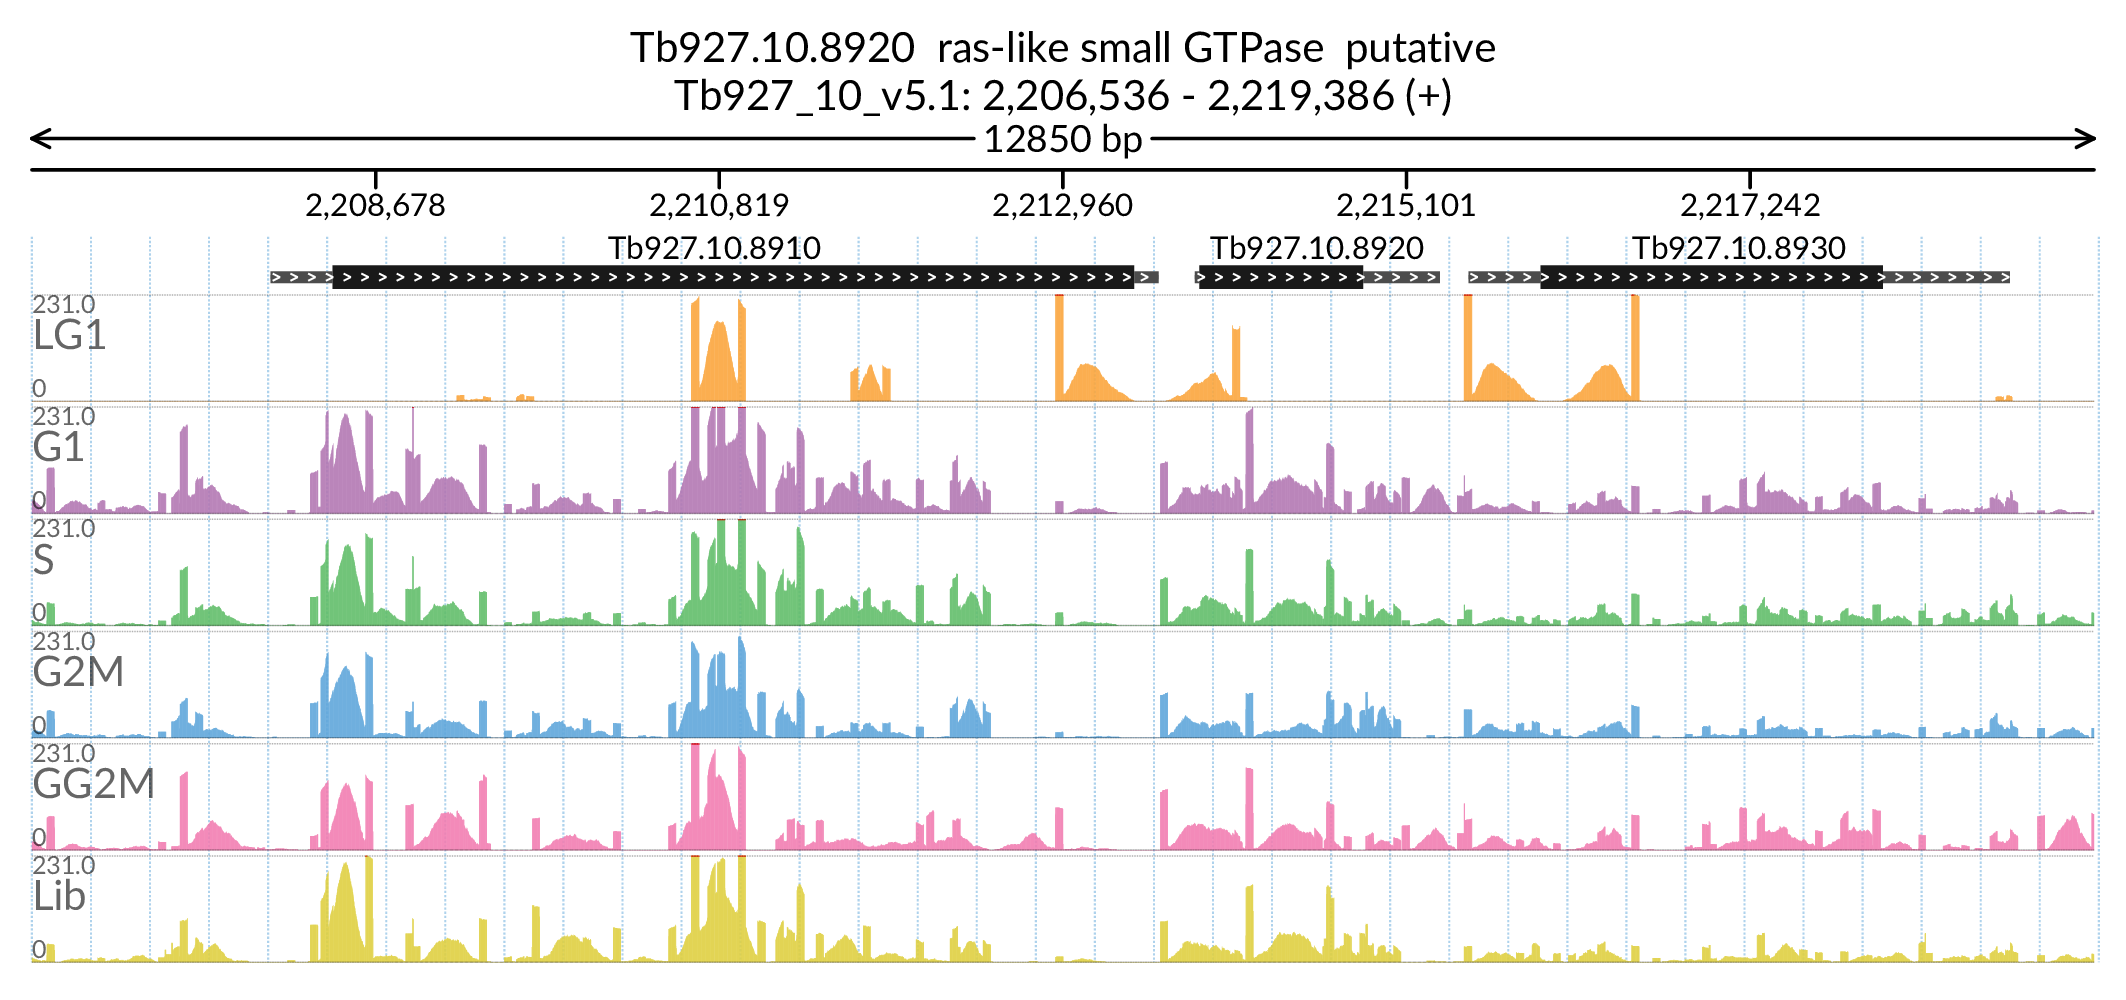 Tb927.10.8920  ras-like small GTPase  putative
Tb927_10_v5.1: 2,206,536 - 2,219,386 (+)
12850 bp
2,208,678 2,210,819 2,212,960 2,215,101 2,217,242
Tb927.10.8910 Tb927.10.8920 Tb927.10.8930
231.0
LG1
0
231.0
G1
0
231.0
S
0
231.0
G2M
0
231.0
GG2M
0
231.0
Lib
0